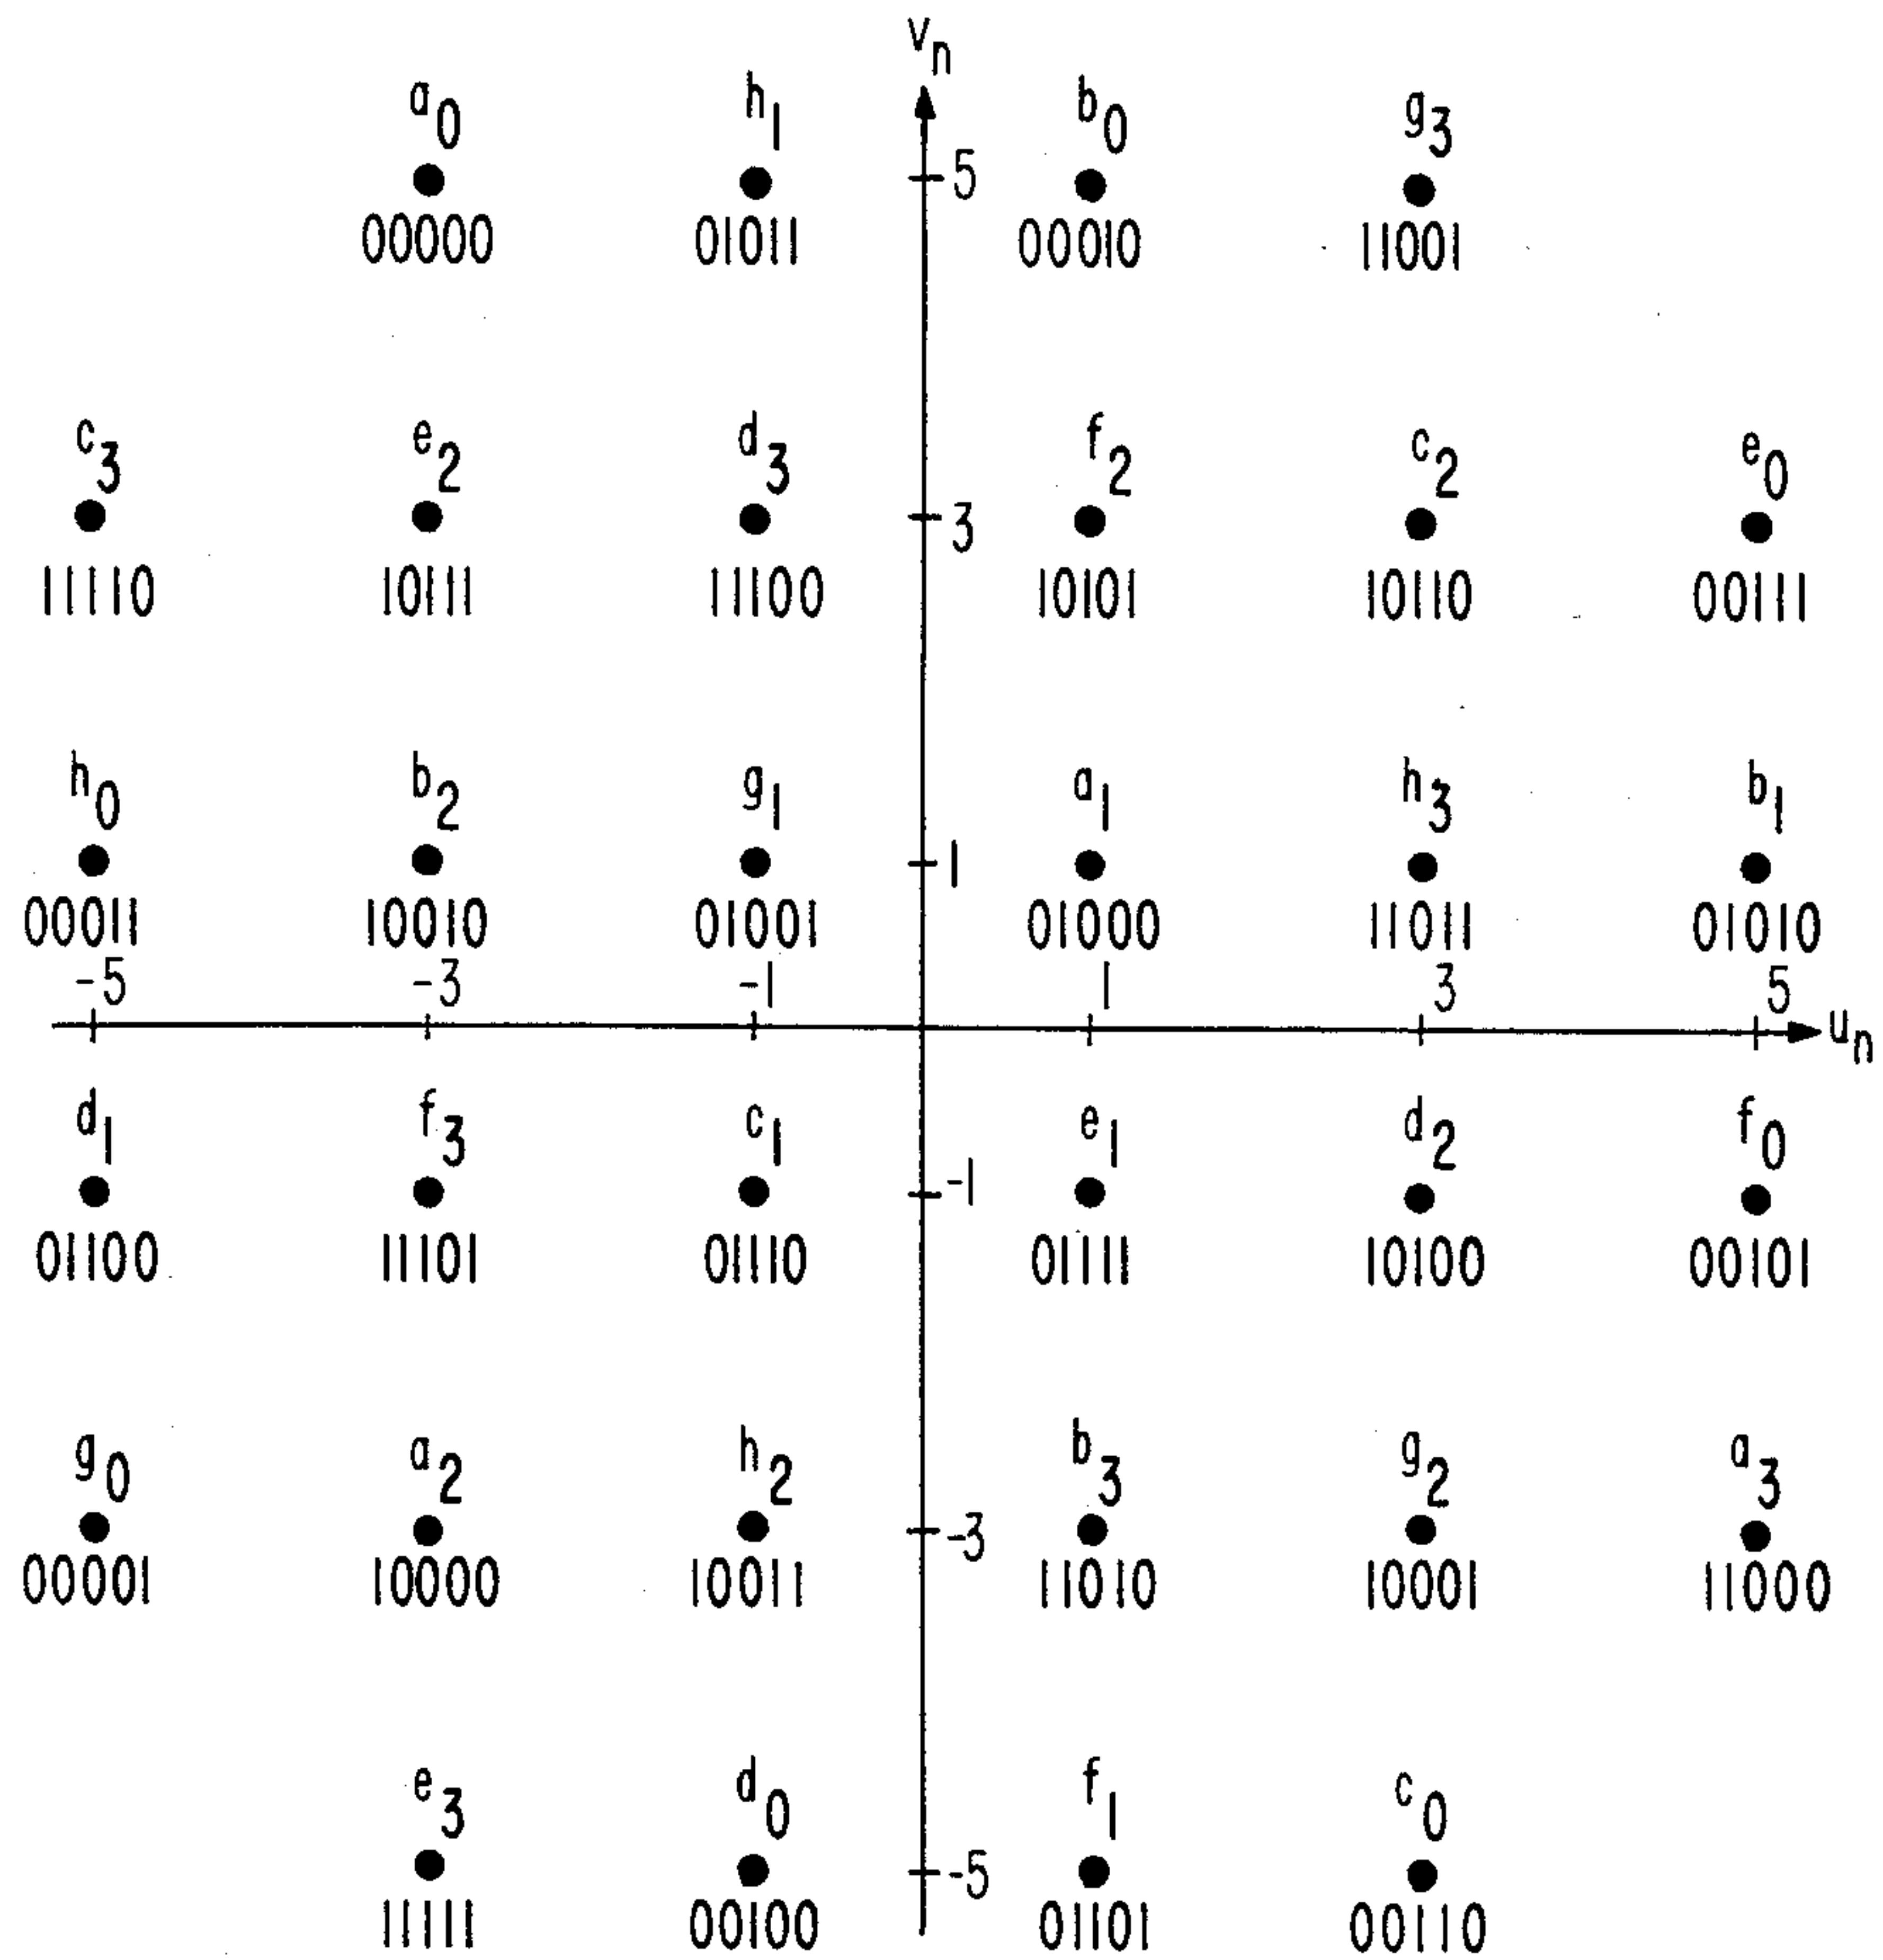 vₙ
a₀ h₁ b₀ g₃
5
00000 01011 00010 11001
c₃ e₂ d₃ f₂ c₂ e₀
3
11110 10111 11100 10101 10110 00111
h₀ b₂ g₁ a₁ h₃ b₁
1
00011 10010 01001 01000 11011 01010
-5 -3 -1 1 3 5
uₙ
d₁ f₃ c₁ e₁ d₂ f₀
-1
01100 11101 01110 01111 10100 00101
g₀ a₂ h₂ b₃ g₂ a₃
-3
00001 10000 10011 11010 10001 11000
e₃ d₀ f₁ c₀
-5
11111 00100 01101 00110